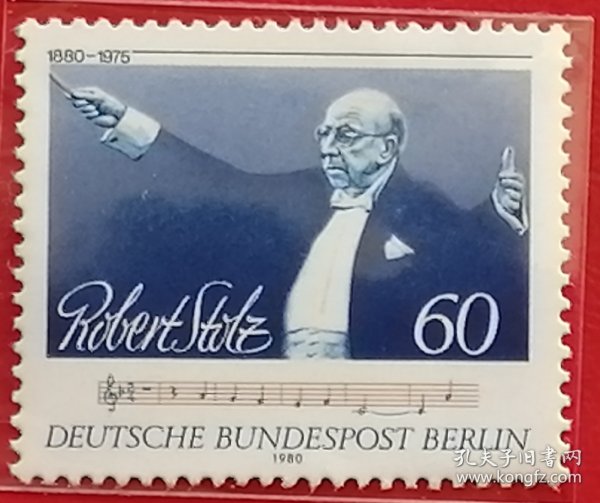 1880-1975
Robert Stolz
60
DEUTSCHE BUNDESPOST BERLIN
1980
孔夫子旧书网
www.kongfz.com